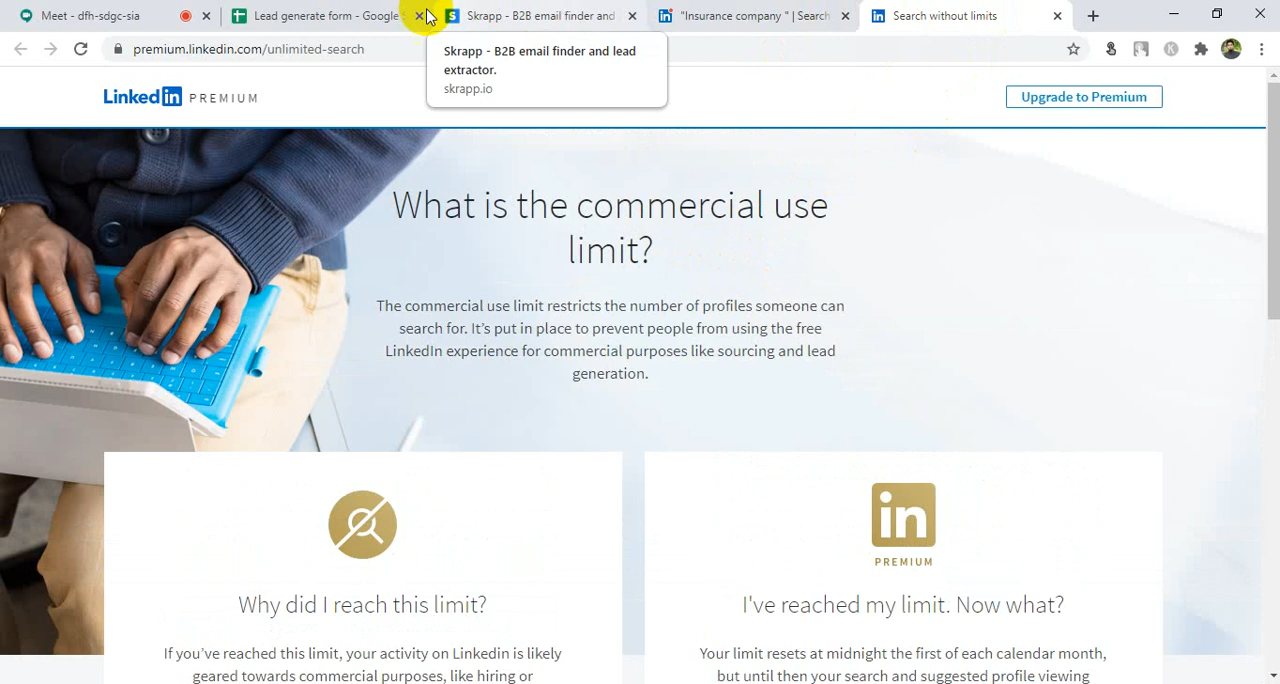 Meet - dfh-sdgc-sia
Lead generate form - Google
Skrapp - B2B email finder and
"Insurance company " | Search
Search without limits
premium.linkedin.com/unlimited-search
Skrapp - B2B email finder and lead
extractor.
skrapp.io
Linked in PREMIUM
Upgrade to Premium
What is the commercial use
limit?
The commercial use limit restricts the number of profiles someone can
search for. It's put in place to prevent people from using the free
LinkedIn experience for commercial purposes like sourcing and lead
generation.
in
PREMIUM
Why did I reach this limit?
If you've reached this limit, your activity on Linkedin is likely
geared towards commercial purposes, like hiring or
I've reached my limit. Now what?
Your limit resets at midnight the first of each calendar month,
but until then your search and suggested profile viewing